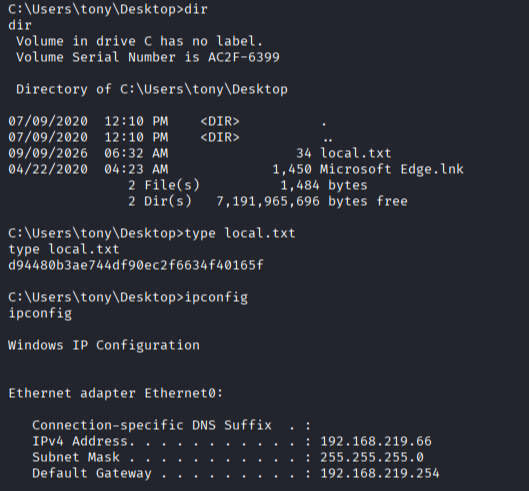 C:\Users\tony\Desktop>dir
dir
 Volume in drive C has no label.
 Volume Serial Number is AC2F-6399

 Directory of C:\Users\tony\Desktop

07/09/2020  12:10 PM    <DIR>          .
07/09/2020  12:10 PM    <DIR>          ..
09/09/2026  06:32 AM                34 local.txt
04/22/2020  04:23 AM             1,450 Microsoft Edge.lnk
               2 File(s)          1,484 bytes
               2 Dir(s)   7,191,965,696 bytes free

C:\Users\tony\Desktop>type local.txt
type local.txt
d94480b3ae744df90ec2f6634f40165f

C:\Users\tony\Desktop>ipconfig
ipconfig

Windows IP Configuration


Ethernet adapter Ethernet0:

   Connection-specific DNS Suffix  . :
   IPv4 Address. . . . . . . . . . . : 192.168.219.66
   Subnet Mask . . . . . . . . . . . : 255.255.255.0
   Default Gateway . . . . . . . . . : 192.168.219.254